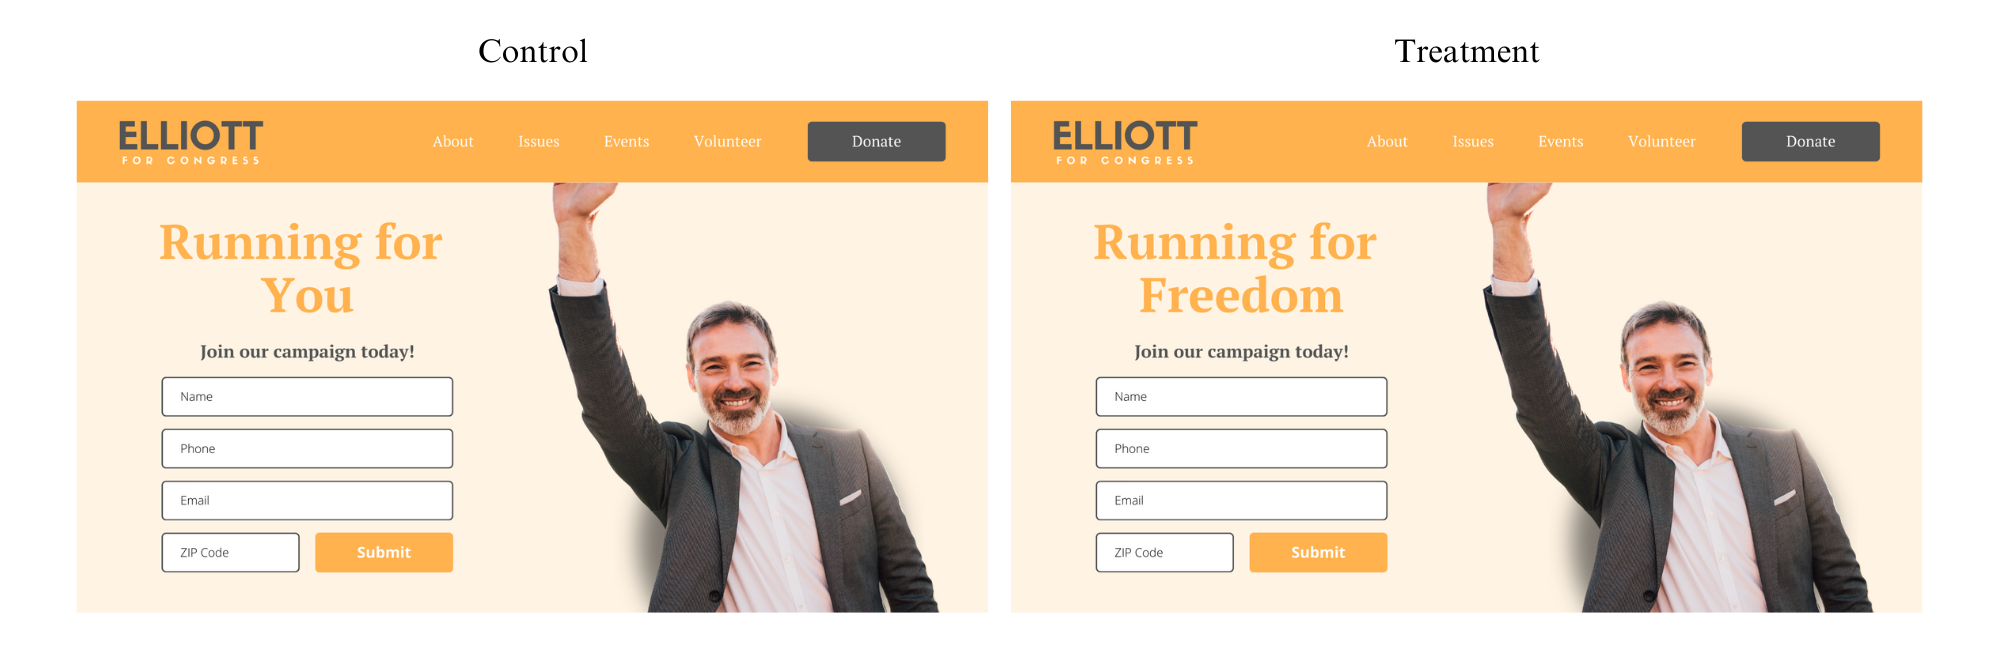 Control
ELLIOTT
FOR CONGRESS
About Issues Events Volunteer Donate
Running for
You
Join our campaign today!
Name
Phone
Email
ZIP Code Submit
Treatment
ELLIOTT
FOR CONGRESS
About Issues Events Volunteer Donate
Running for
Freedom
Join our campaign today!
Name
Phone
Email
ZIP Code Submit